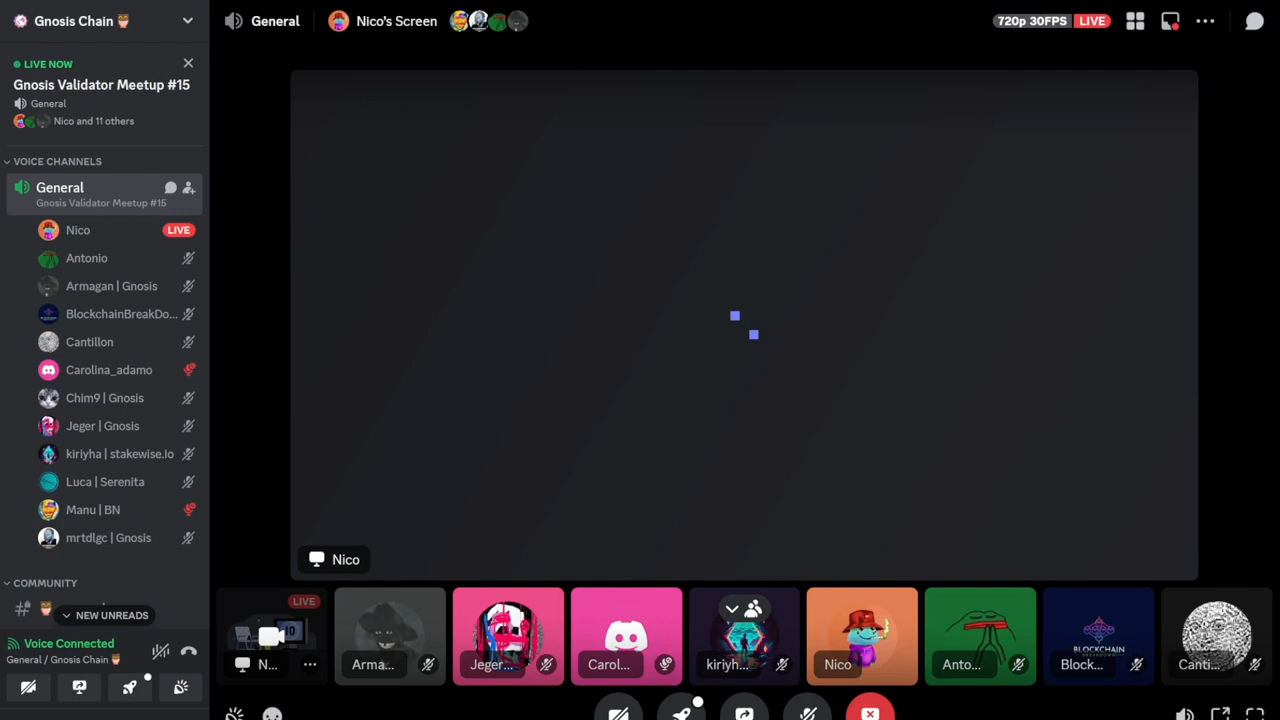 Gnosis Chain
LIVE NOW
Gnosis Validator Meetup #15
General
Nico and 11 others
VOICE CHANNELS
General
Gnosis Validator Meetup #15
Nico
LIVE
Antonio
Armagan | Gnosis
BlockchainBreakDo...
Cantillon
Carolina_adamo
Chim9 | Gnosis
Jeger | Gnosis
kiriyha | stakewise.io
Luca | Serenita
Manu | BN
mrtdlgc | Gnosis
COMMUNITY
NEW UNREADS
Voice Connected
General / Gnosis Chain
General
Nico's Screen
720p 30FPS
LIVE
Nico
LIVE
N...
Arma...
Jeger...
Carol...
kiriyh...
Nico
Anto...
BLOCKCHAIN
Block...
Canti...